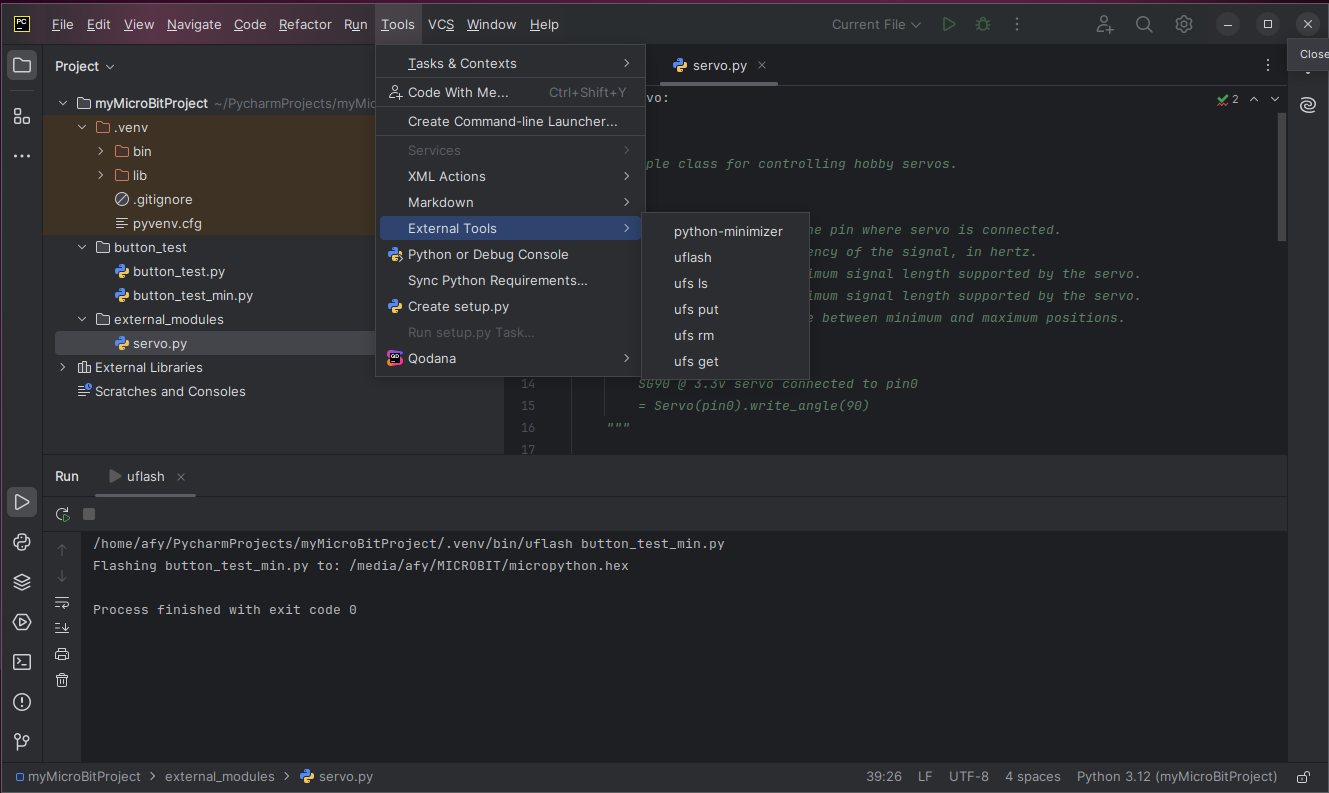 PC File Edit View Navigate Code Refactor Run Tools VCS Window Help Current File
Close
Project
servo.py
myMicroBitProject ~/PycharmProjects/myMic
.venv
bin
lib
.gitignore
pyvenv.cfg
button_test
button_test.py
button_test_min.py
external_modules
servo.py
External Libraries
Scratches and Consoles
Tasks & Contexts
Code With Me... Ctrl+Shift+Y
Create Command-line Launcher...
Services
XML Actions
Markdown
External Tools
Python or Debug Console
Sync Python Requirements...
Create setup.py
Run setup.py Task...
QD Qodana
python-minimizer
uflash
ufs ls
ufs put
ufs rm
ufs get
vo:
2
ple class for controlling hobby servos.
he pin where servo is connected.
ency of the signal, in hertz.
imum signal length supported by the servo.
imum signal length supported by the servo.
e between minimum and maximum positions.
14 SG90 @ 3.3v servo connected to pin0
15 = Servo(pin0).write_angle(90)
16 """
17
Run uflash
/home/afy/PycharmProjects/myMicroBitProject/.venv/bin/uflash button_test_min.py
Flashing button_test_min.py to: /media/afy/MICROBIT/micropython.hex
Process finished with exit code 0
myMicroBitProject > external_modules > servo.py 39:26 LF UTF-8 4 spaces Python 3.12 (myMicroBitProject)